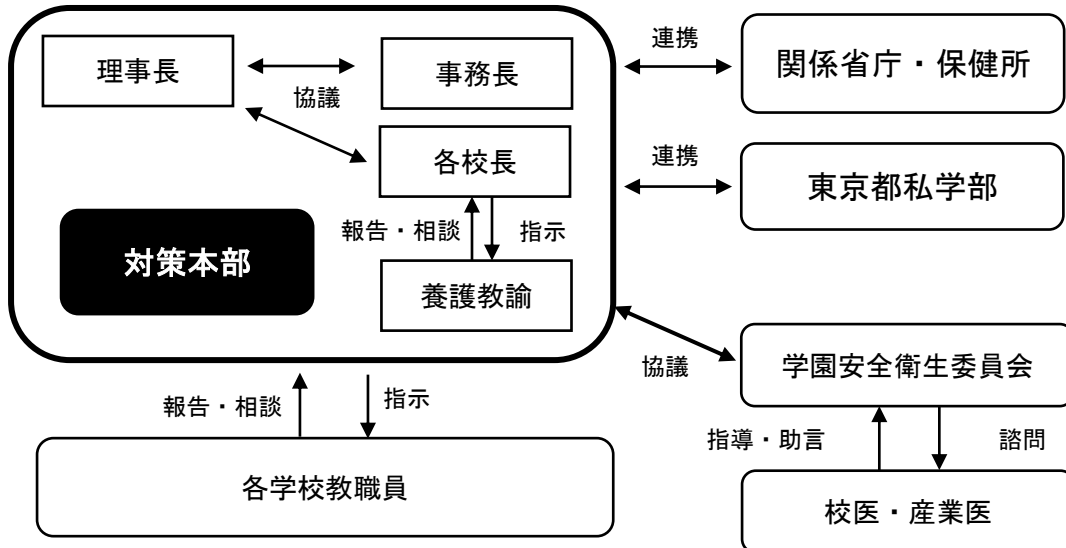 理事長
事務長
協議
各校長
報告・相談
指示
対策本部
養護教諭
連携
関係省庁・保健所
連携
東京都私学部
協議
学園安全衛生委員会
報告・相談
指示
各学校教職員
指導・助言
諮問
校医・産業医